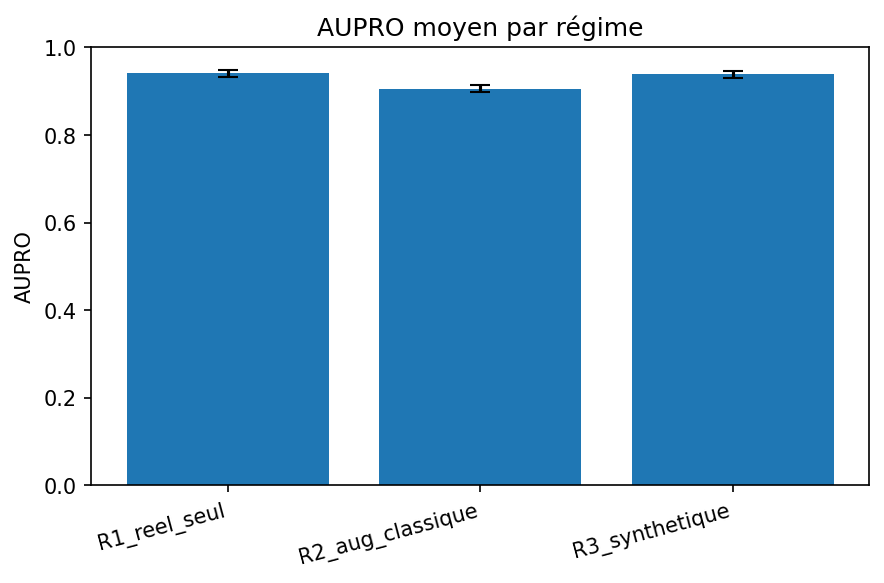 AUPRO moyen par régime
AUPRO
1.0
0.8
0.6
0.4
0.2
0.0
R1_reel_seul
R2_aug_classique
R3_synthetique